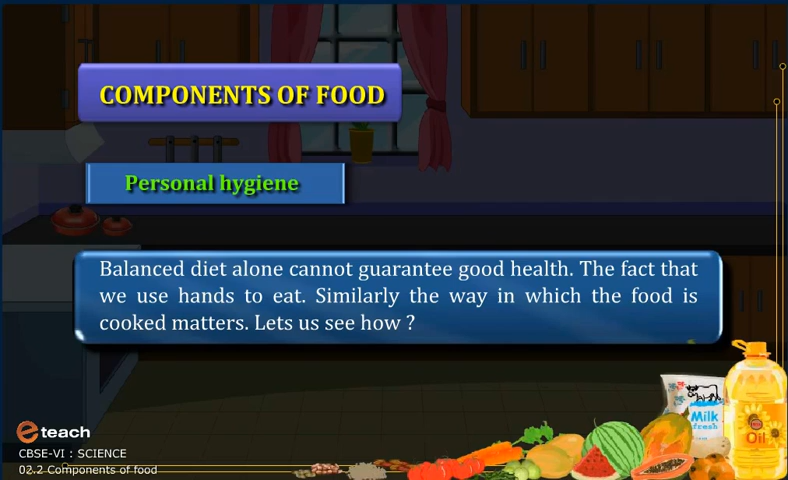 COMPONENTS OF FOOD
Personal hygiene
Balanced diet alone cannot guarantee good health. The fact that
we use hands to eat. Similarly the way in which the food is
cooked matters. Lets us see how ?
Milk
fresh
Oil
e teach
CBSE-VI : SCIENCE
02.2 Components of food